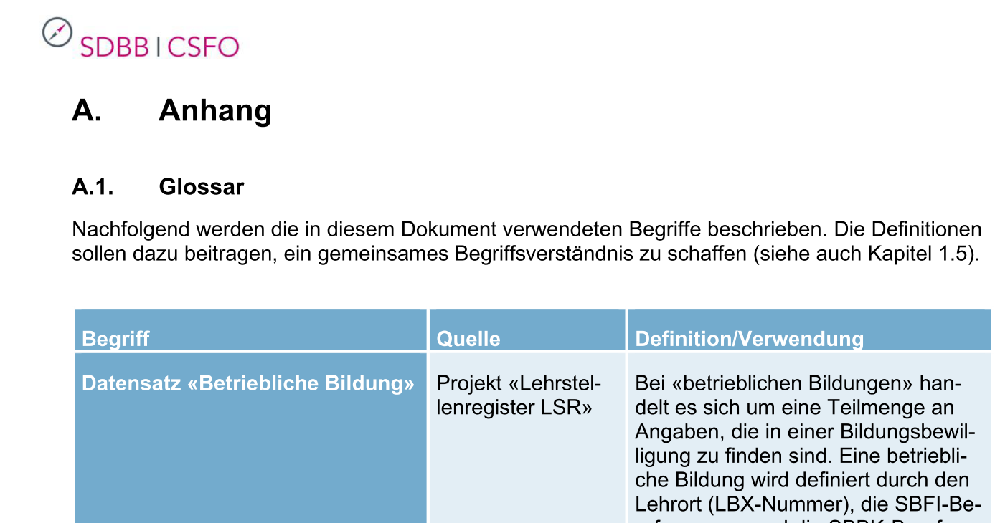 SDBB | CSFO
A. Anhang
A.1. Glossar
Nachfolgend werden die in diesem Dokument verwendeten Begriffe beschrieben. Die Definitionen
sollen dazu beitragen, ein gemeinsames Begriffsverständnis zu schaffen (siehe auch Kapitel 1.5).
Begriff Quelle Definition/Verwendung
Datensatz «Betriebliche Bildung» Projekt «Lehrstel- Bei «betrieblichen Bildungen» han-
lenregister LSR» delt es sich um eine Teilmenge an
Angaben, die in einer Bildungsbewil-
ligung zu finden sind. Eine betriebli-
che Bildung wird definiert durch den
Lehrort (LBX-Nummer), die SBFI-Be-